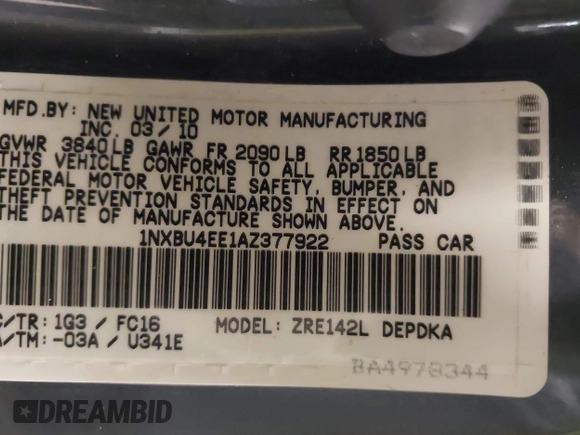 MFD.BY: NEW UNITED MOTOR MANUFACTURING
INC. 03/10
GVWR 3840LB GAWR FR 2090LB RR1850LB
THIS VEHICLE CONFORMS TO ALL APPLICABLE
FEDERAL MOTOR VEHICLE SAFETY, BUMPER, AND
THEFT PREVENTION STANDARDS IN EFFECT ON
THE DATE OF MANUFACTURE SHOWN ABOVE.
1NXBU4EE1AZ377922 PASS CAR
C/TR: 1G3 / FC16 MODEL: ZRE142L DEPDKA
A/TM: -03A / U341E
BA4978344
DREAMBID